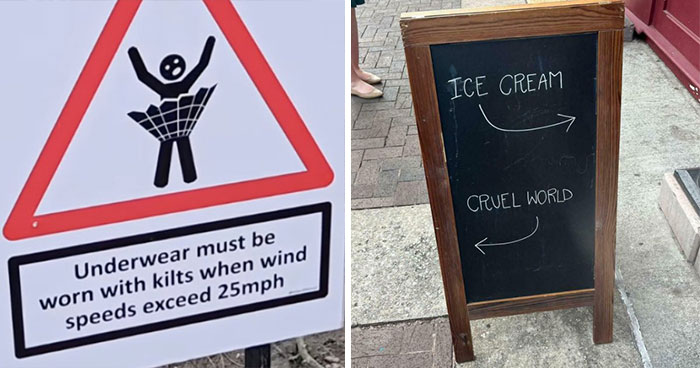 Underwear must be
worn with kilts when wind
speeds exceed 25mph
ICE CREAM
CRUEL WORLD